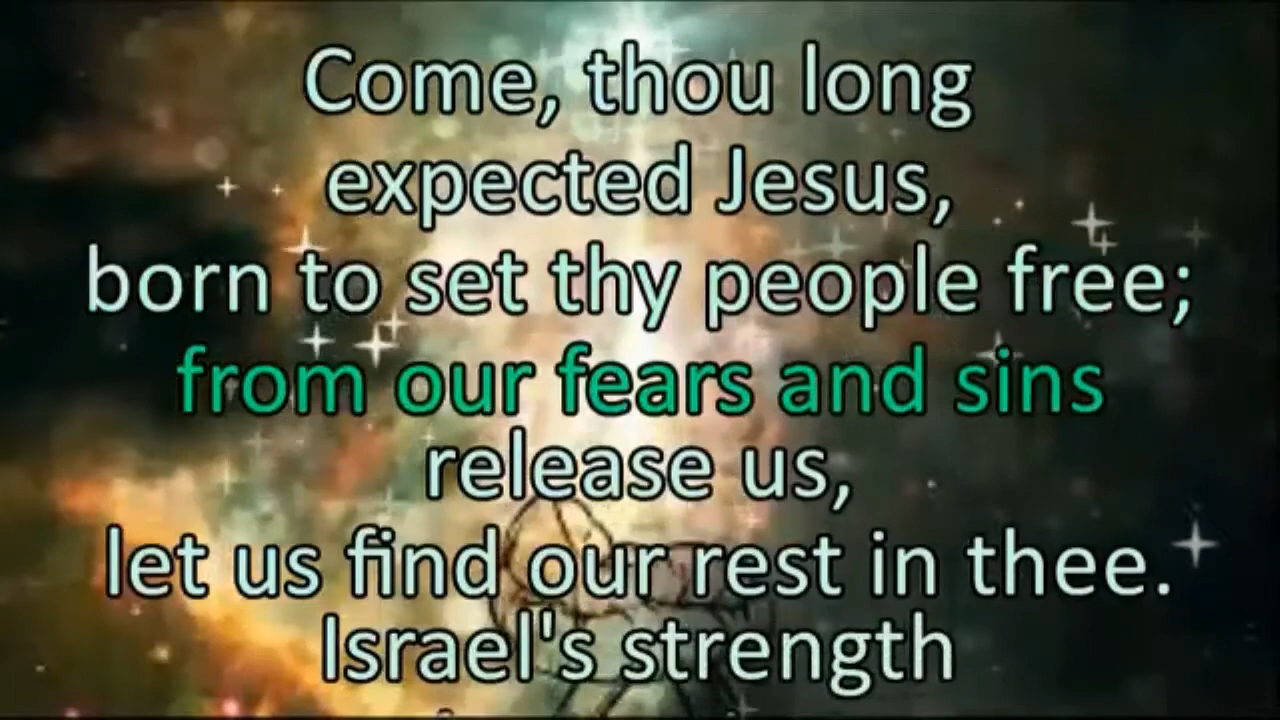 Come, thou long
expected Jesus,
born to set thy people free;
from our fears and sins
release us,
let us find our rest in thee.
Israel's strength